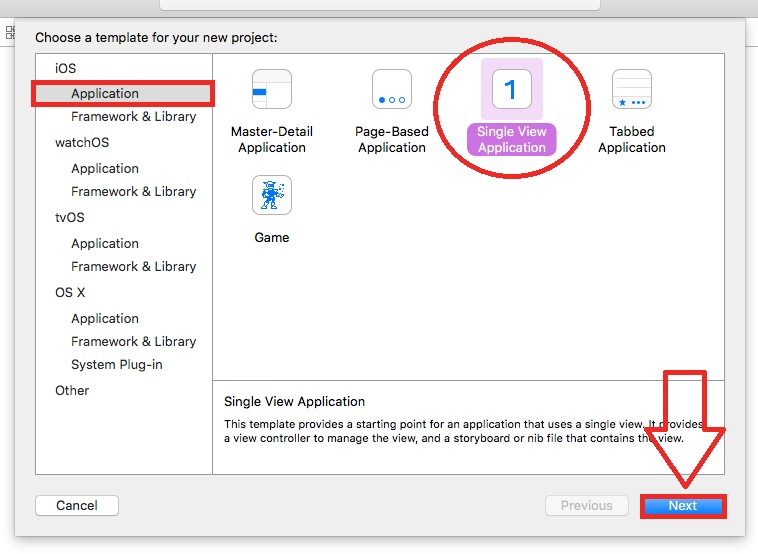 Choose a template for your new project:
iOS
Application
Framework & Library
watchOS
Application
Framework & Library
tvOS
Application
Framework & Library
OS X
Application
Framework & Library
System Plug-in
Other
Master-Detail
Application
Page-Based
Application
1
Single View
Application
Tabbed
Application
Game
Single View Application
This template provides a starting point for an application that uses a single view. It provides
a view controller to manage the view, and a storyboard or nib file that contains the view.
Cancel
Previous
Next